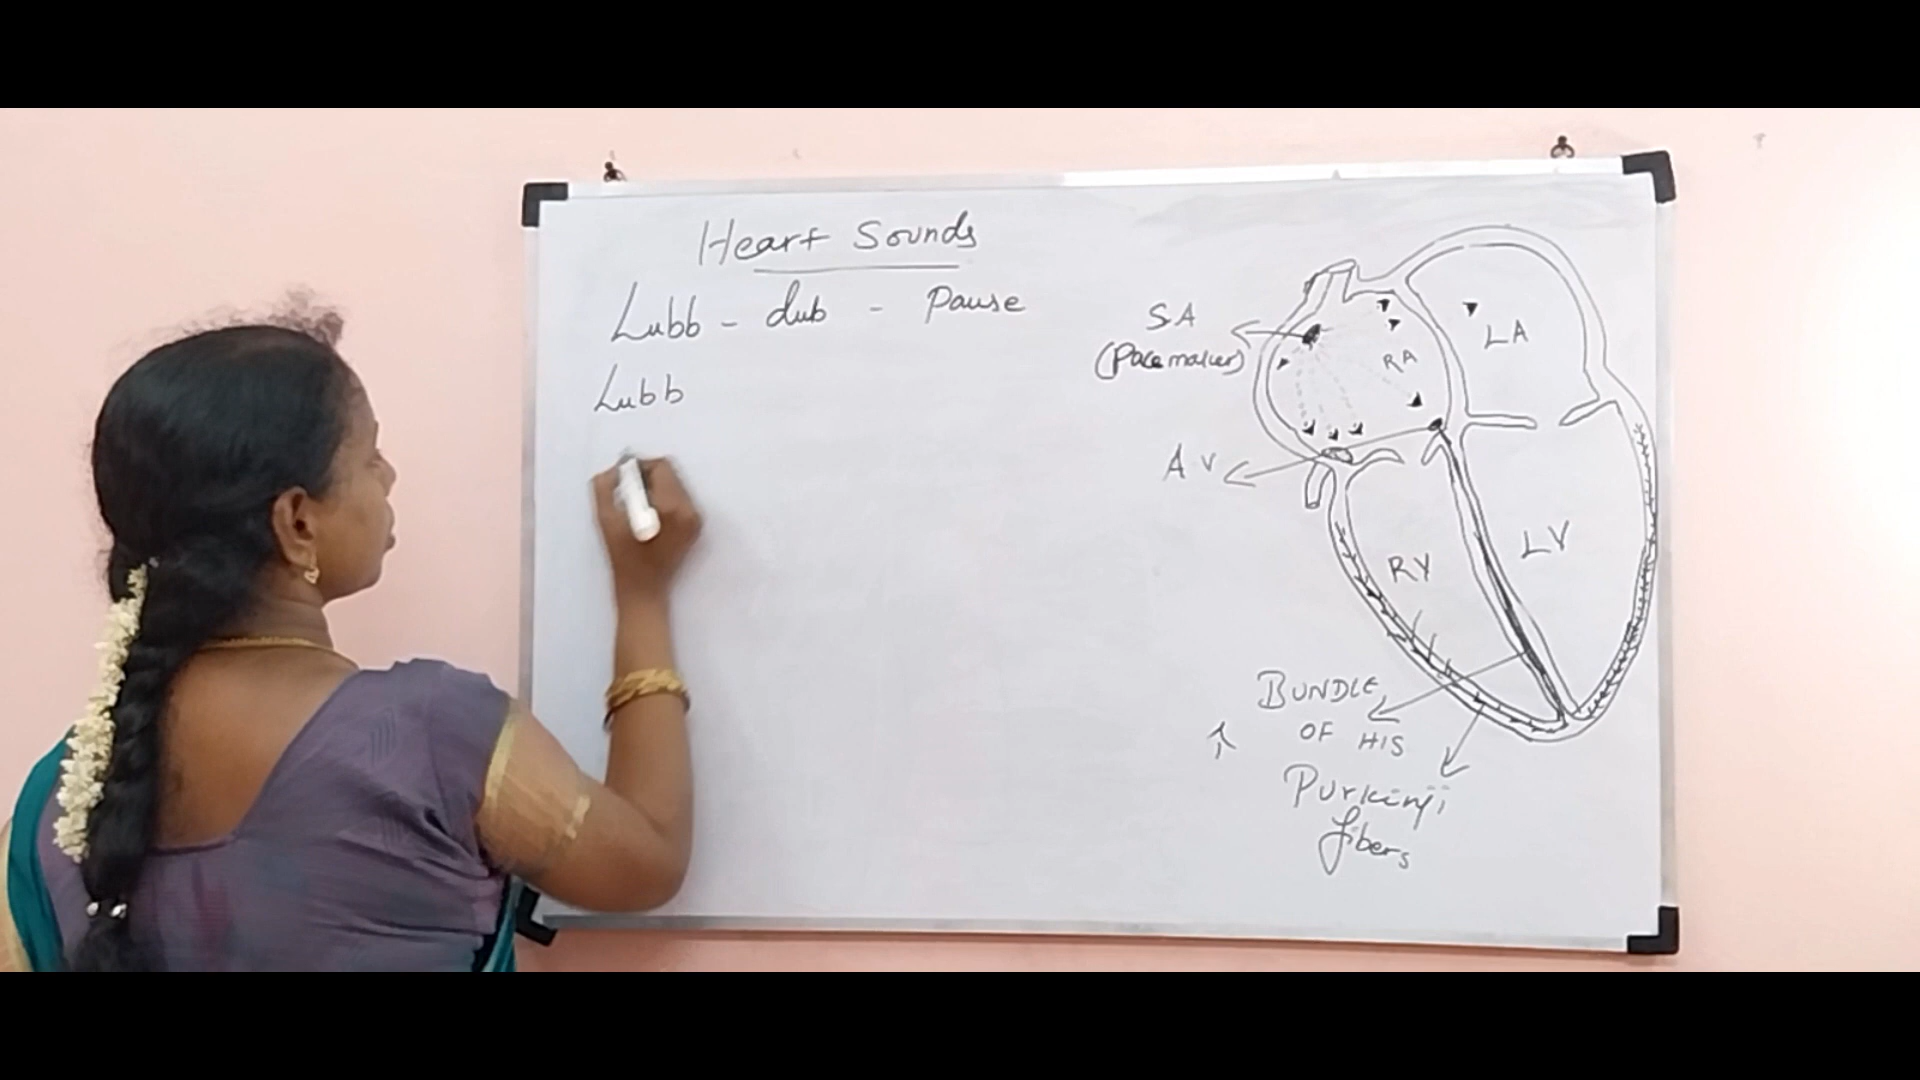 Heart Sounds
Lubb - dub - Pause
Lubb
SA
(Pacemaker)
RA
LA
AV
RV
LV
BUNDLE
OF HIS
Purkinji
fibers